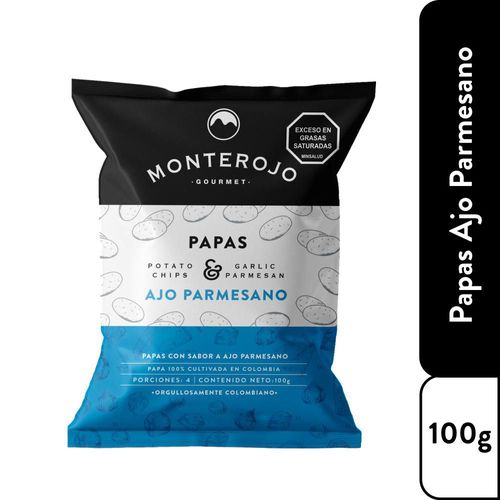 EXCESO EN
GRASAS
SATURADAS
MINSALUD
MONTEROJO
• GOURMET •
PAPAS
POTATO CHIPS & GARLIC PARMESAN
AJO PARMESANO
PAPAS CON SABOR A AJO PARMESANO
PAPA 100% CULTIVADA EN COLOMBIA
PORCIONES: 4 | CONTENIDO NETO:100g
•ORGULLOSAMENTE COLOMBIANO•
Papas Ajo Parmesano
100g